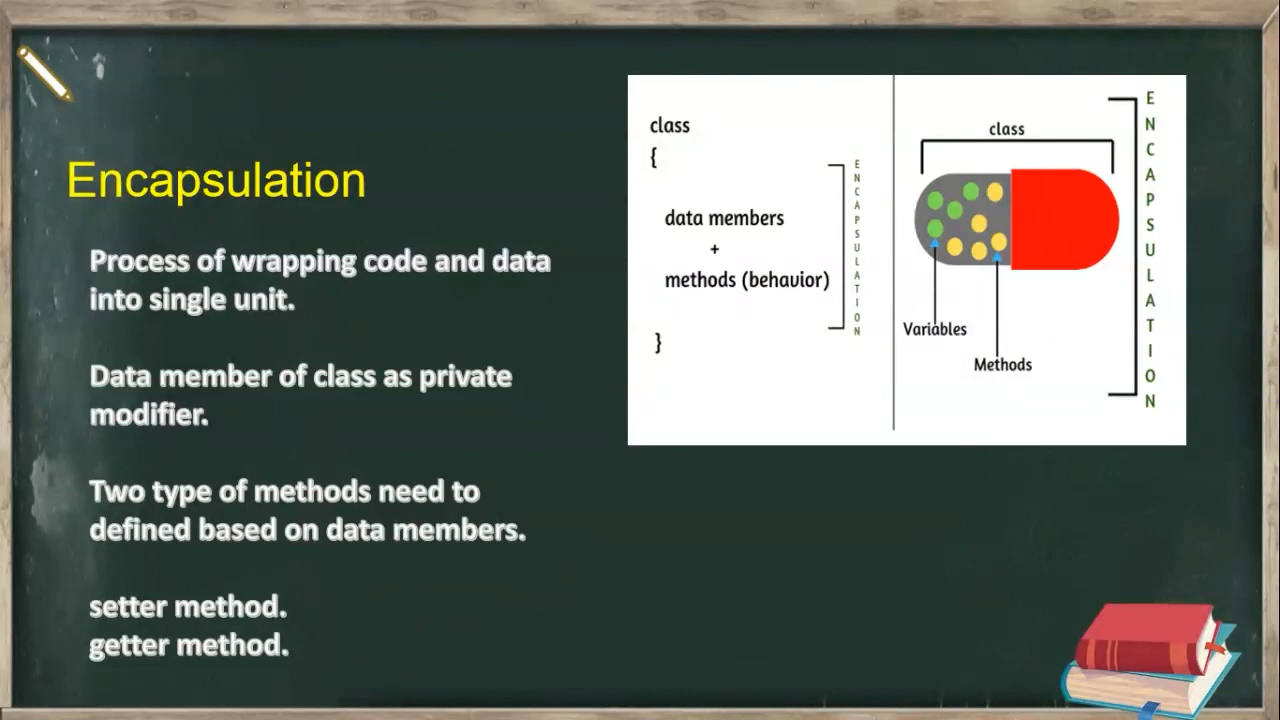 Encapsulation
Process of wrapping code and data
into single unit.
Data member of class as private
modifier.
Two type of methods need to
defined based on data members.
setter method.
getter method.
class
{
data members
+
methods (behavior)
}
ENCAPSULATION
class
Variables
Methods
ENCAPSULATION